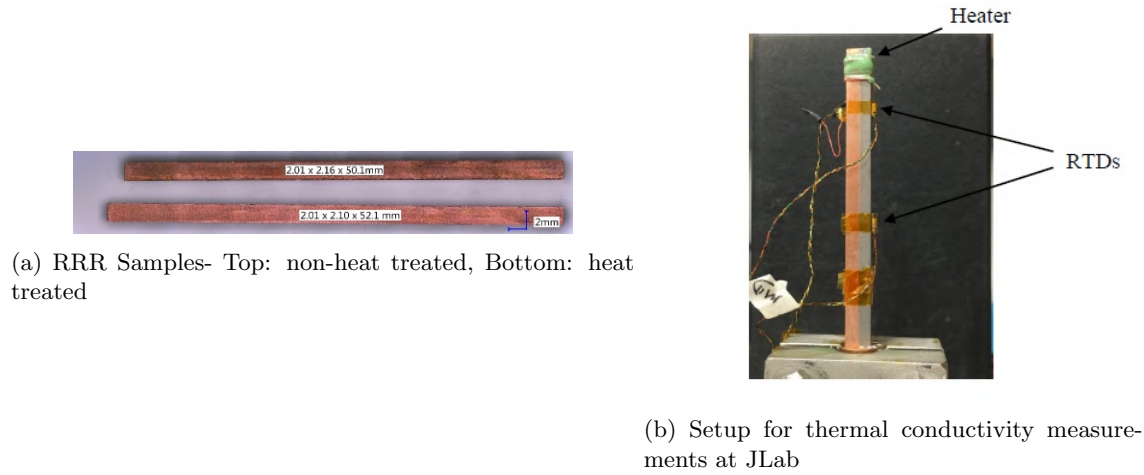 Heater
RTDs
2.01 x 2.16 x 50.1mm
2.01 x 2.10 x 52.1 mm
2mm
(a) RRR Samples- Top: non-heat treated, Bottom: heat
treated
(b) Setup for thermal conductivity measure-
ments at JLab